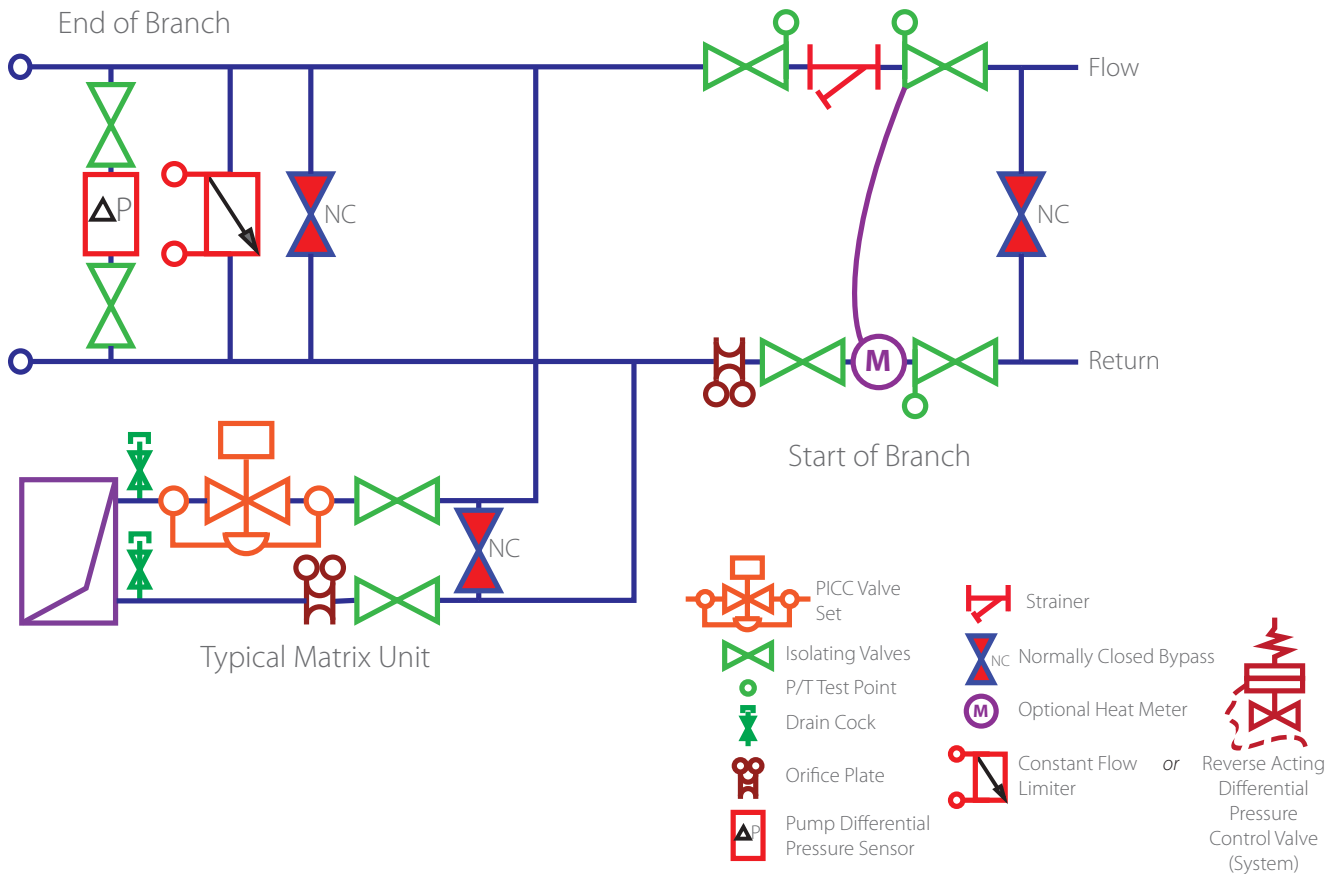 End of Branch
Flow
ΔP
NC
NC
M
Return
Start of Branch
NC
Typical Matrix Unit
PICC Valve
Set
Isolating Valves
P/T Test Point
Drain Cock
Orifice Plate
ΔP
Pump Differential
Pressure Sensor
Strainer
NC
Normally Closed Bypass
M
Optional Heat Meter
Constant Flow
Limiter
or
Reverse Acting
Differential
Pressure
Control Valve
(System)